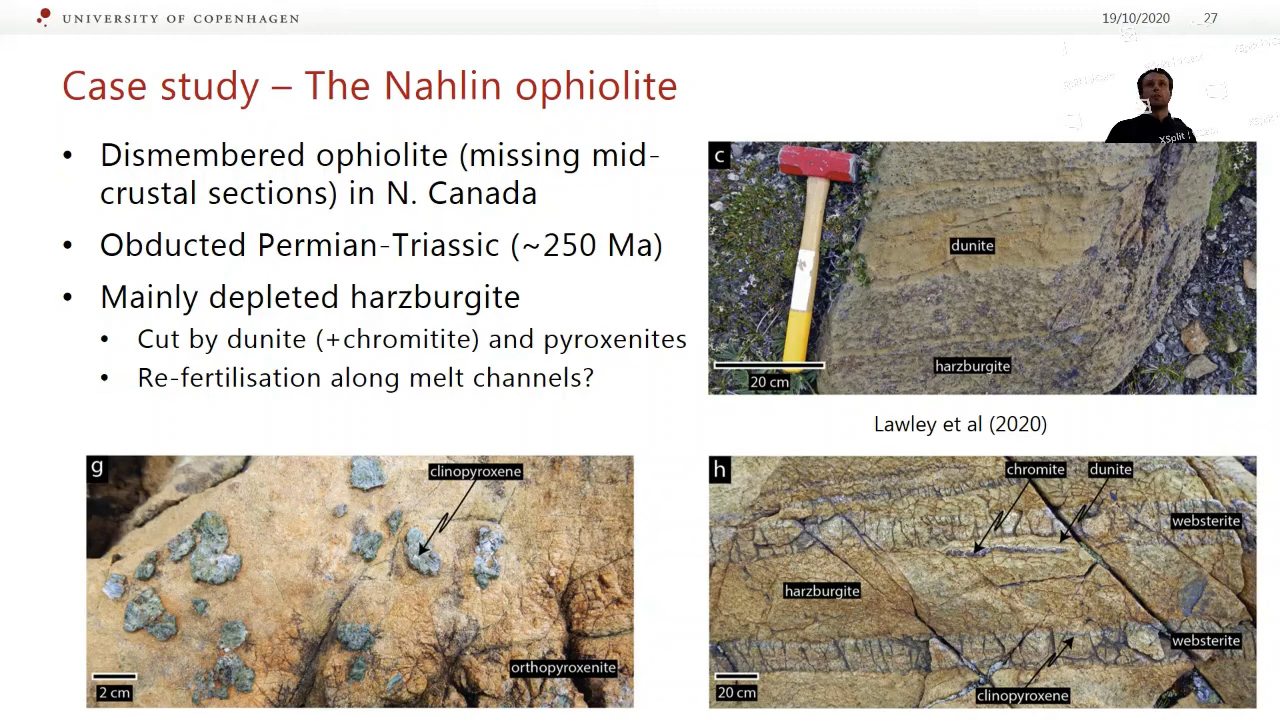 UNIVERSITY OF COPENHAGEN
19/10/2020 27
Case study – The Nahlin ophiolite
• Dismembered ophiolite (missing mid-
crustal sections) in N. Canada
• Obducted Permian-Triassic (~250 Ma)
• Mainly depleted harzburgite
• Cut by dunite (+chromitite) and pyroxenites
• Re-fertilisation along melt channels?
XSplit
c
dunite
harzburgite
20 cm
Lawley et al (2020)
g
clinopyroxene
orthopyroxenite
2 cm
h
chromite dunite
websterite
harzburgite
websterite
20 cm
clinopyroxene